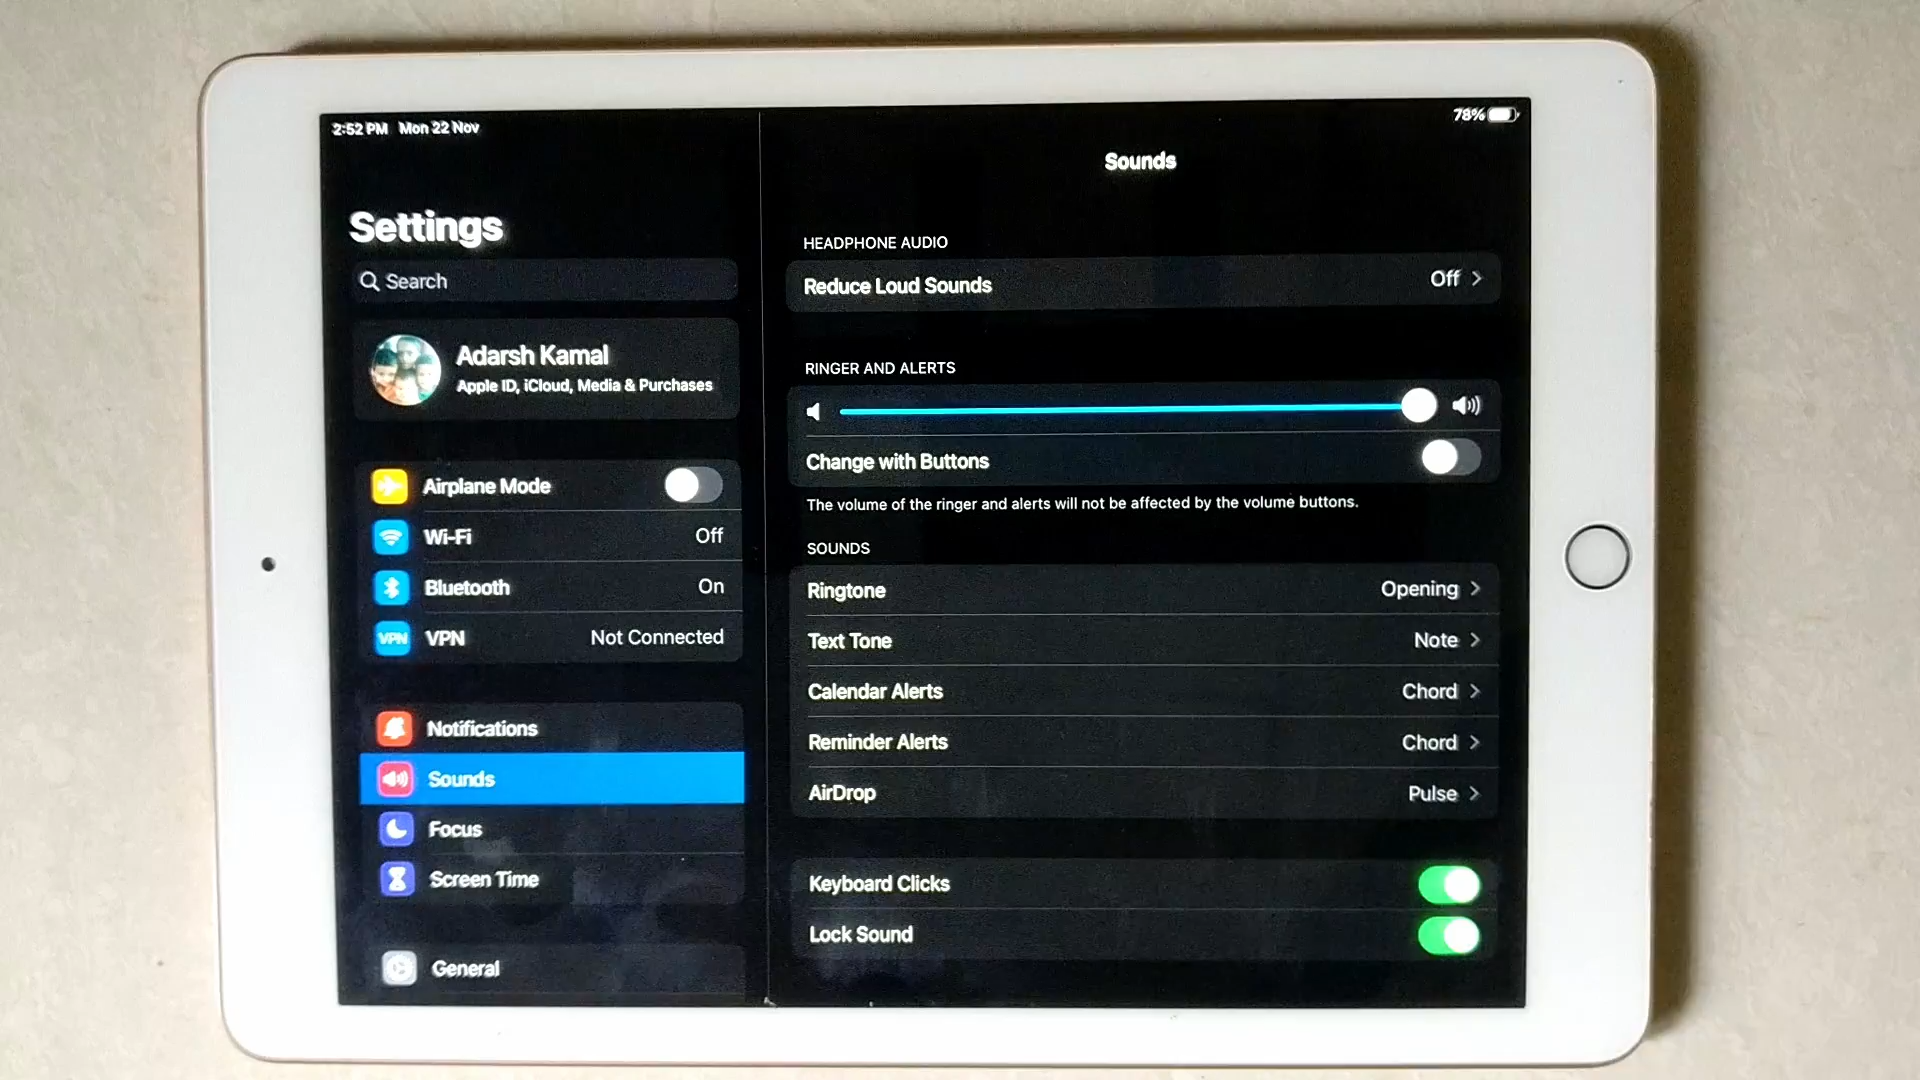 2:52 PM Mon 22 Nov
78%
Settings
Search
Adarsh Kamal
Apple ID, iCloud, Media & Purchases
Airplane Mode
Wi-Fi Off
Bluetooth On
VPN VPN Not Connected
Notifications
Sounds
Focus
Screen Time
General
Sounds
HEADPHONE AUDIO
Reduce Loud Sounds Off
RINGER AND ALERTS
Change with Buttons
The volume of the ringer and alerts will not be affected by the volume buttons.
SOUNDS
Ringtone Opening
Text Tone Note
Calendar Alerts Chord
Reminder Alerts Chord
AirDrop Pulse
Keyboard Clicks
Lock Sound